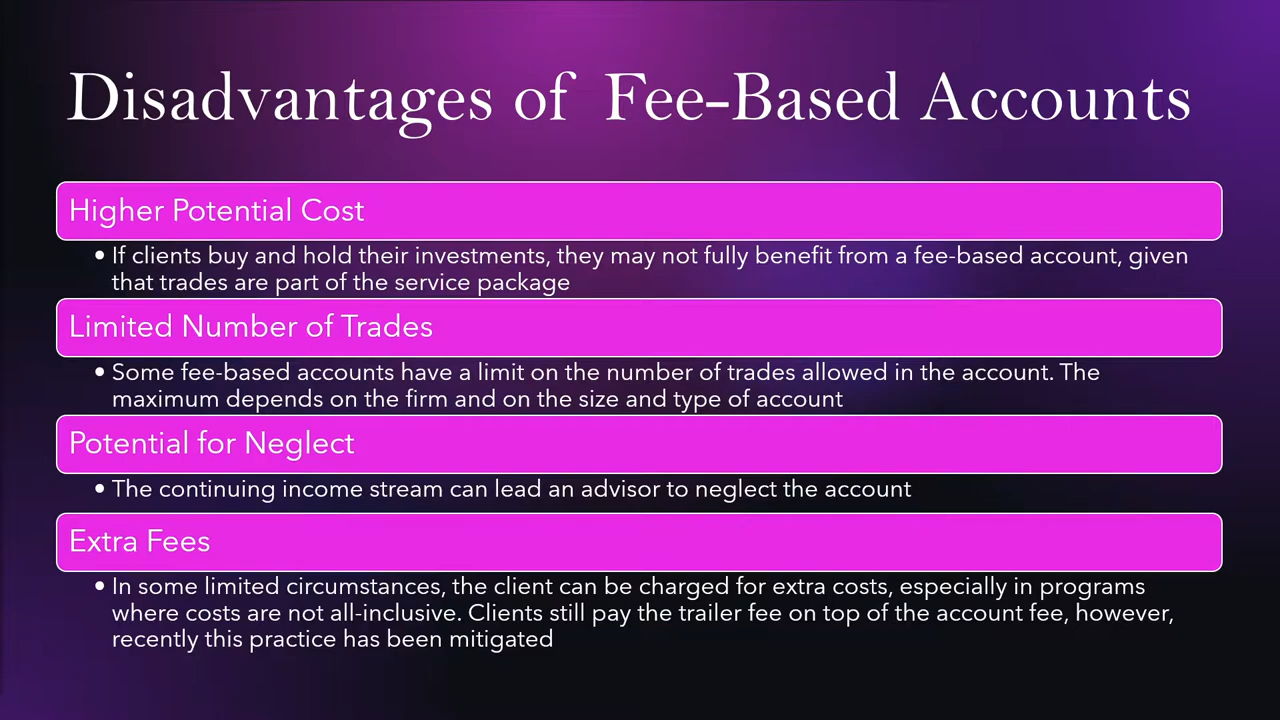 Disadvantages of Fee-Based Accounts
Higher Potential Cost
• If clients buy and hold their investments, they may not fully benefit from a fee-based account, given
that trades are part of the service package
Limited Number of Trades
• Some fee-based accounts have a limit on the number of trades allowed in the account. The
maximum depends on the firm and on the size and type of account
Potential for Neglect
• The continuing income stream can lead an advisor to neglect the account
Extra Fees
• In some limited circumstances, the client can be charged for extra costs, especially in programs
where costs are not all-inclusive. Clients still pay the trailer fee on top of the account fee, however,
recently this practice has been mitigated